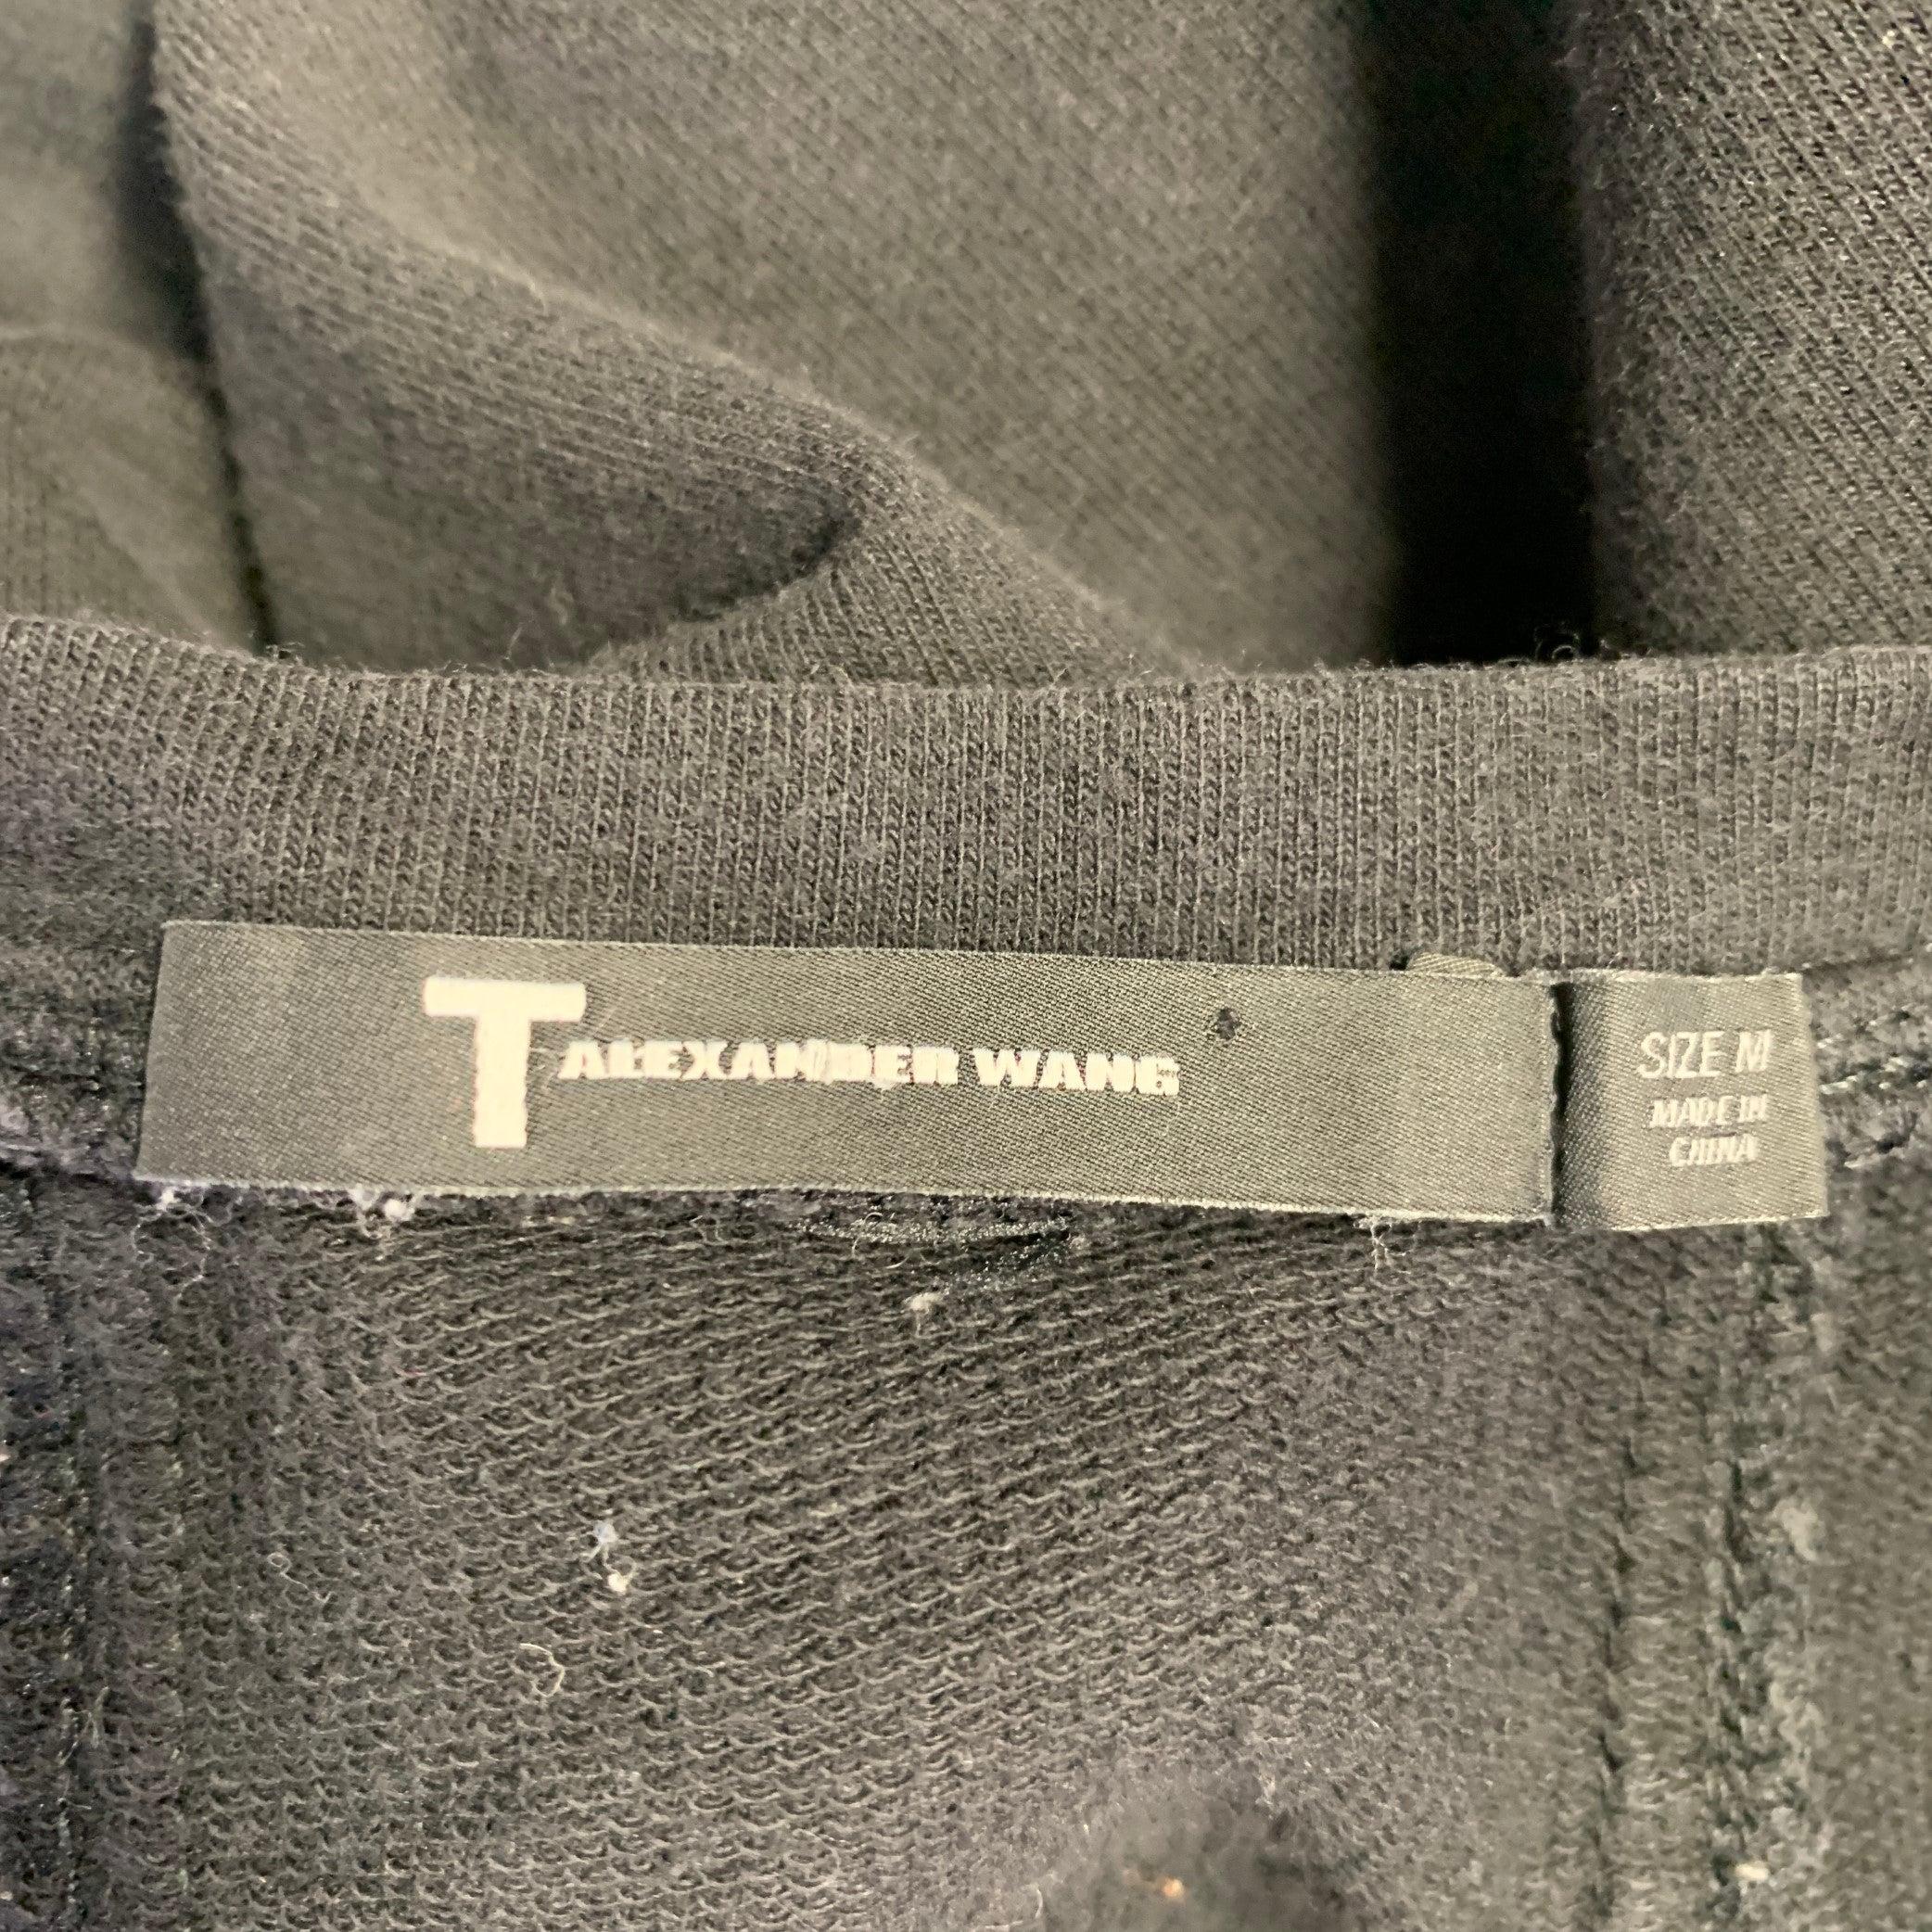 T ALEXANDER WANG
SIZE M
MADE IN
CHINA